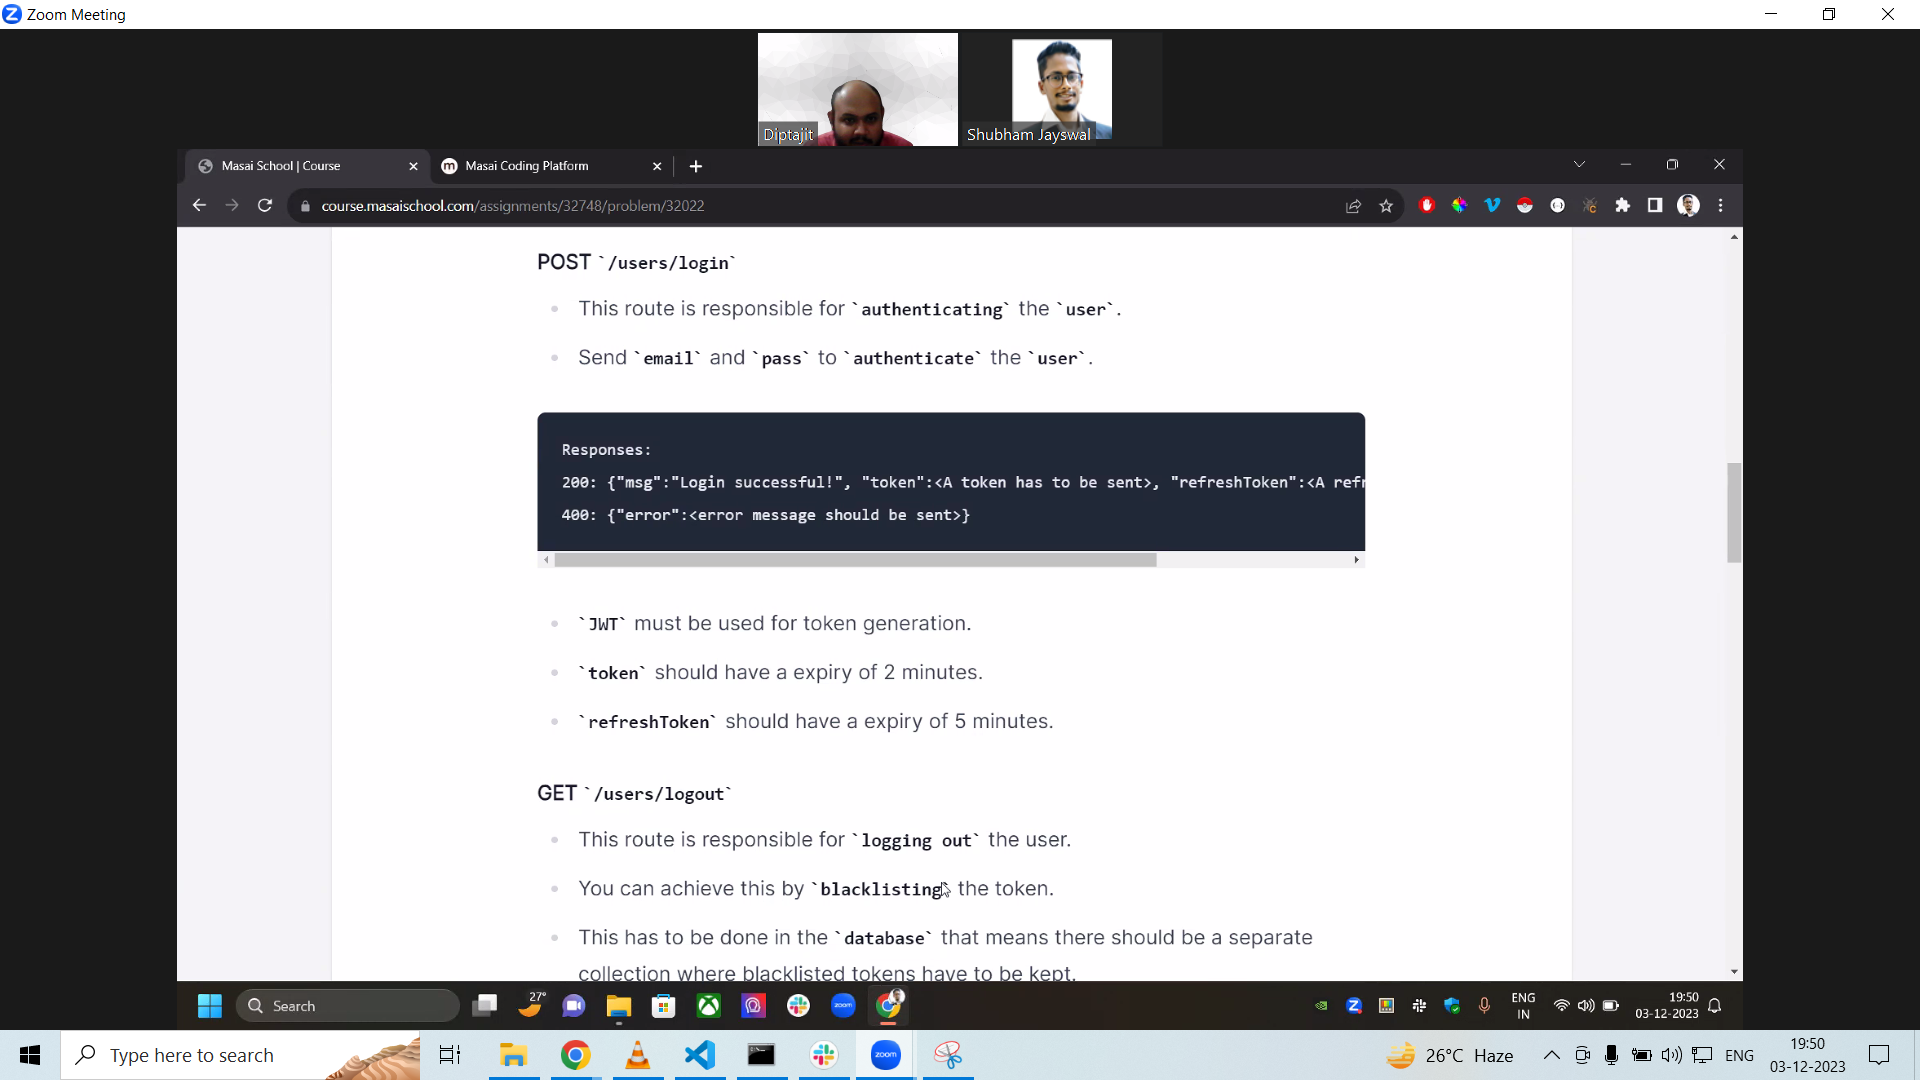 Zoom Meeting
Diptajit
Shubham Jayswal
Masai School | Course
Masai Coding Platform
course.masaischool.com/assignments/32748/problem/32022
POST `/users/login`
This route is responsible for `authenticating` the `user`.
Send `email` and `pass` to `authenticate` the `user`.
Responses:
200: {"msg":"Login successful!", "token":<A token has to be sent>, "refreshToken":<A refr
400: {"error":<error message should be sent>}
`JWT` must be used for token generation.
`token` should have a expiry of 2 minutes.
`refreshToken` should have a expiry of 5 minutes.
GET `/users/logout`
This route is responsible for `logging out` the user.
You can achieve this by `blacklisting` the token.
This has to be done in the `database` that means there should be a separate
collection where blacklisted tokens have to be kept.
Search
27°
zoom
ENG
IN
19:50
03-12-2023
Type here to search
zoom
26°C Haze
ENG
19:50
03-12-2023